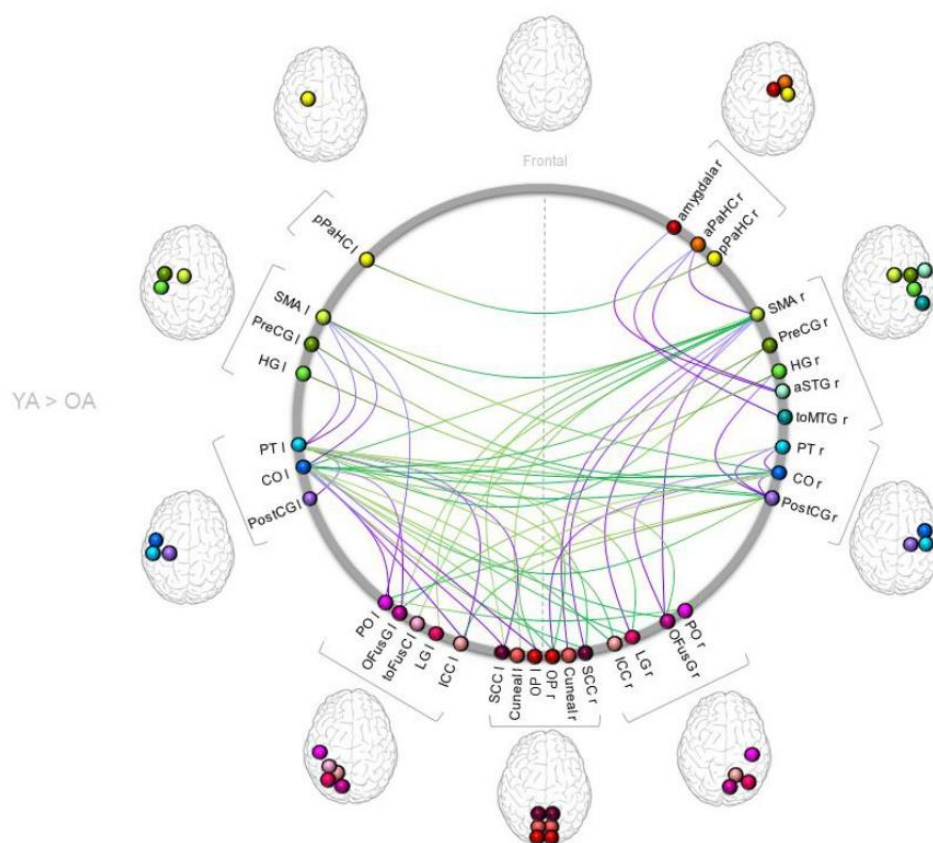 Frontal
amygdala r
aPaHC r
pPaHC r
pPaHC l
SMA l
PreCG l
HG l
SMA r
PreCG r
HG r
aSTG r
toMTG r
YA > OA
PT l
CO l
PostCG l
PT r
CO r
PostCG r
PO l
OFusG l
toFusC l
LG l
ICC l
SCC l
Cuneal l
OP l
OP r
Cuneal r
SCC r
ICC r
LG r
OFusG r
PO r